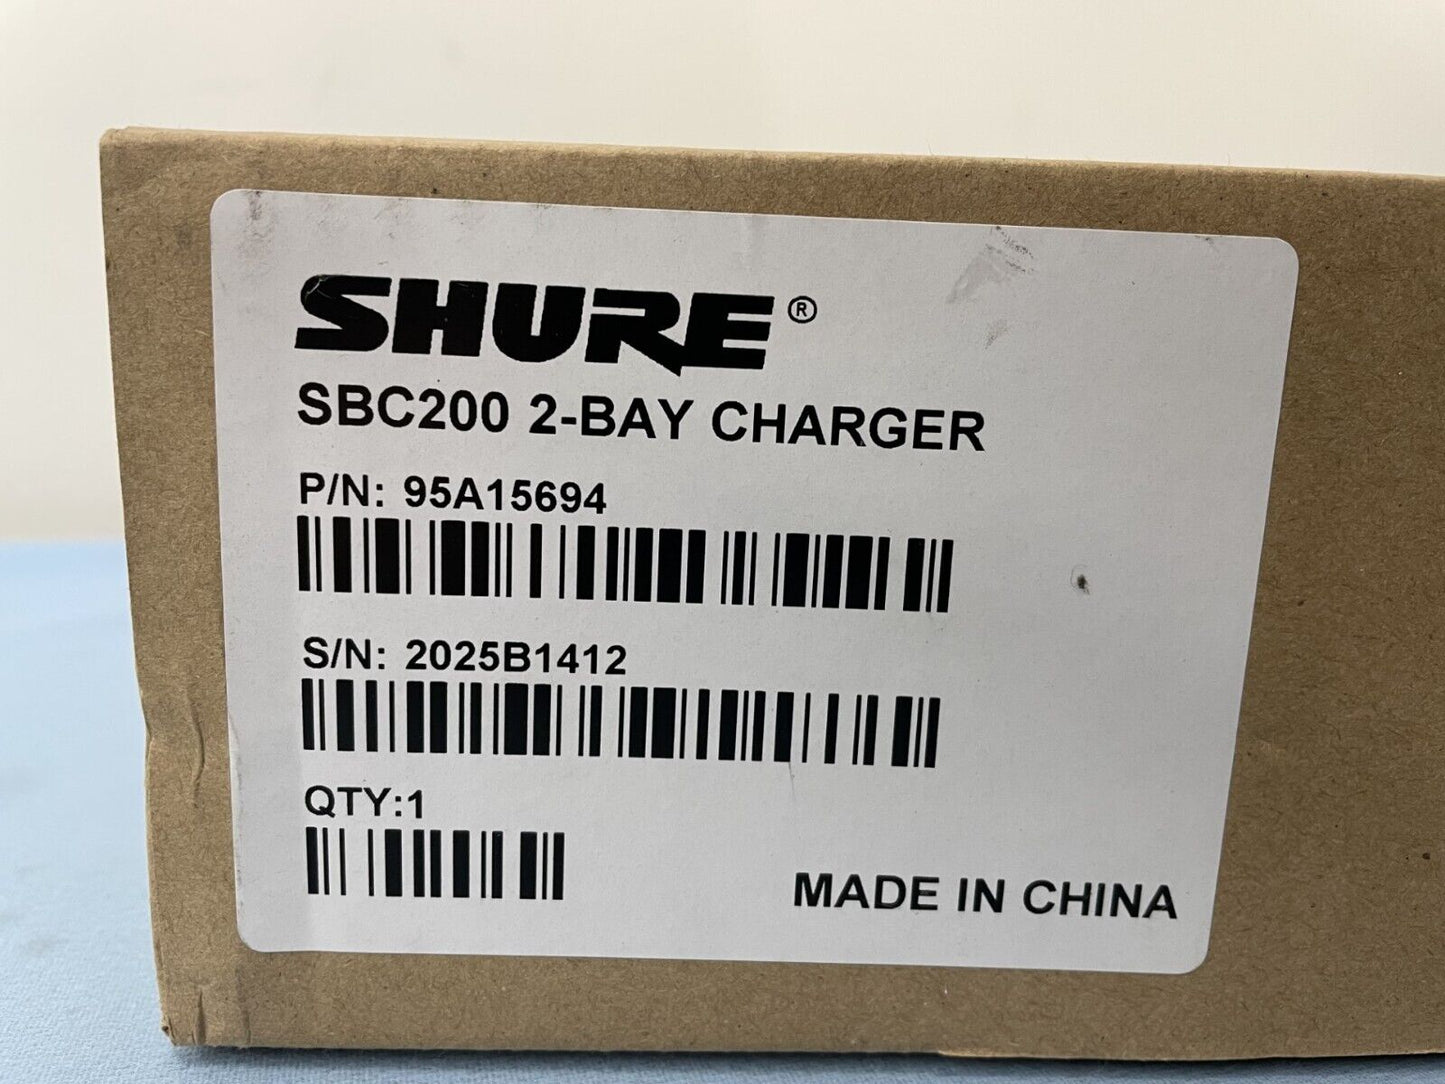 SHURE®
SBC200 2-BAY CHARGER
P/N: 95A15694
S/N: 2025B1412
QTY:1
MADE IN CHINA